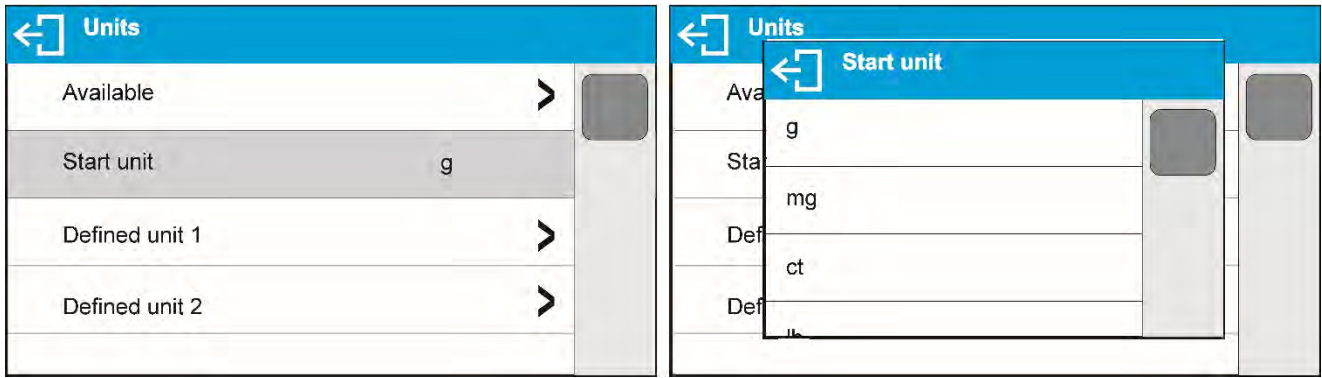 Units
Available
Start unit g
Defined unit 1
Defined unit 2
Units
Start unit
Ava
g
Sta
mg
Def
ct
Def
lb